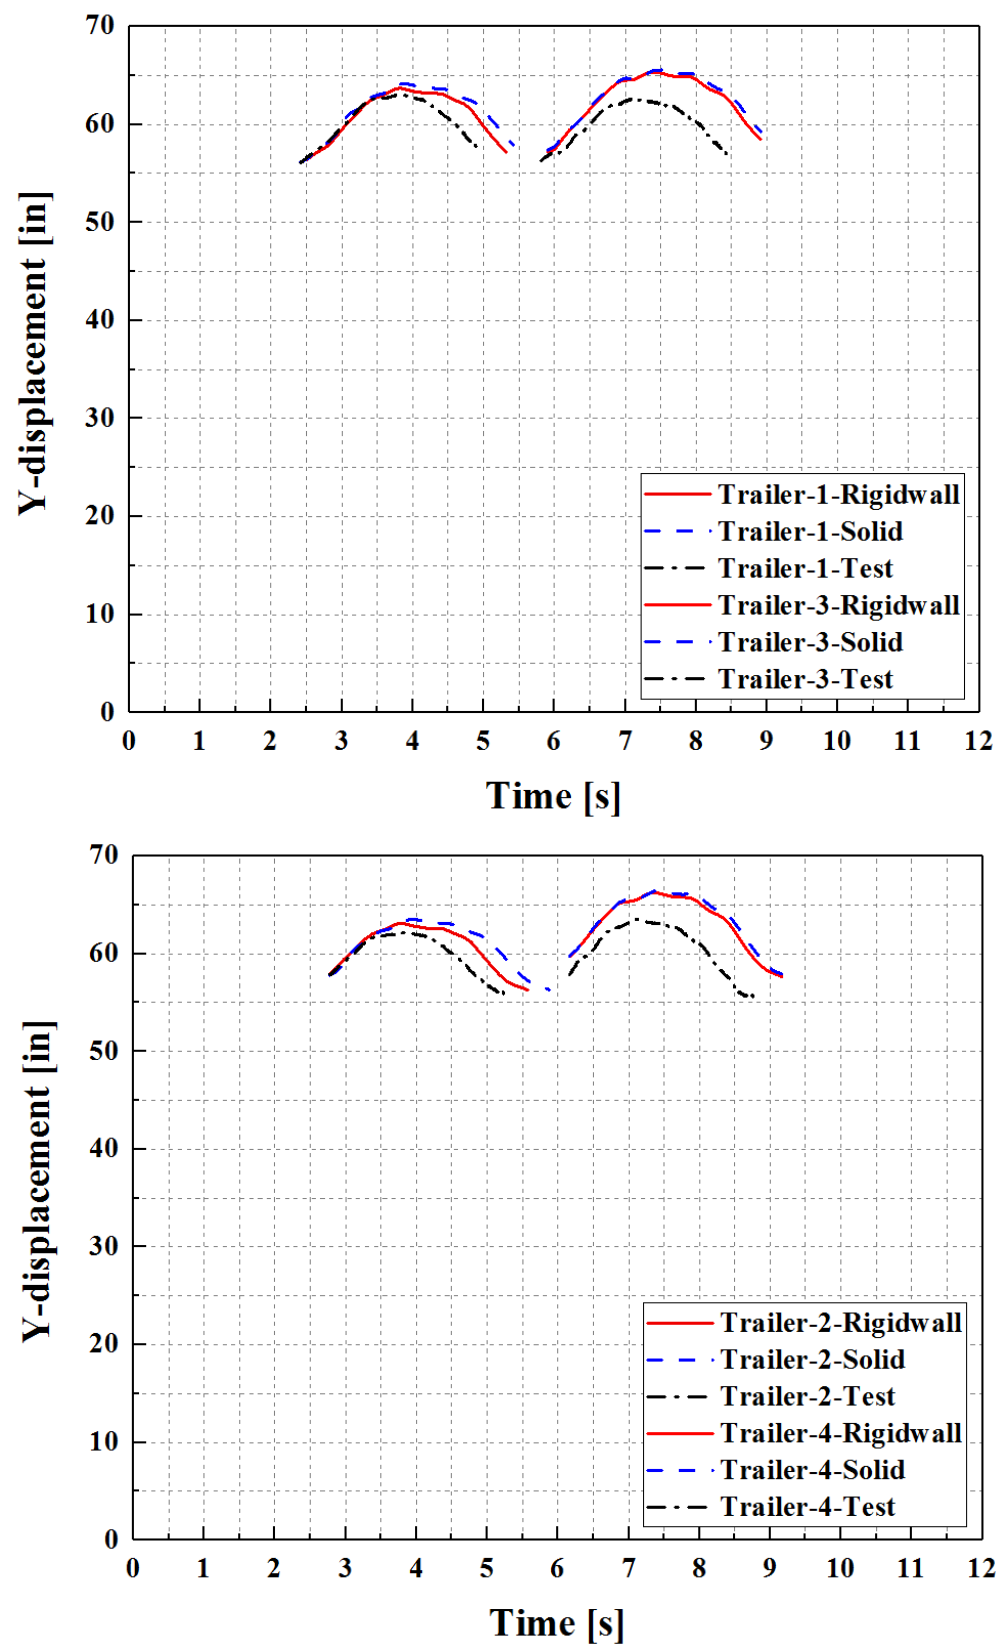 70
60
50
40
30
20
10
0
Y-displacement [in]
Trailer-1-Rigidwall
Trailer-1-Solid
Trailer-1-Test
Trailer-3-Rigidwall
Trailer-3-Solid
Trailer-3-Test
0 1 2 3 4 5 6 7 8 9 10 11 12
Time [s]
70
60
50
40
30
20
10
0
Y-displacement [in]
Trailer-2-Rigidwall
Trailer-2-Solid
Trailer-2-Test
Trailer-4-Rigidwall
Trailer-4-Solid
Trailer-4-Test
0 1 2 3 4 5 6 7 8 9 10 11 12
Time [s]